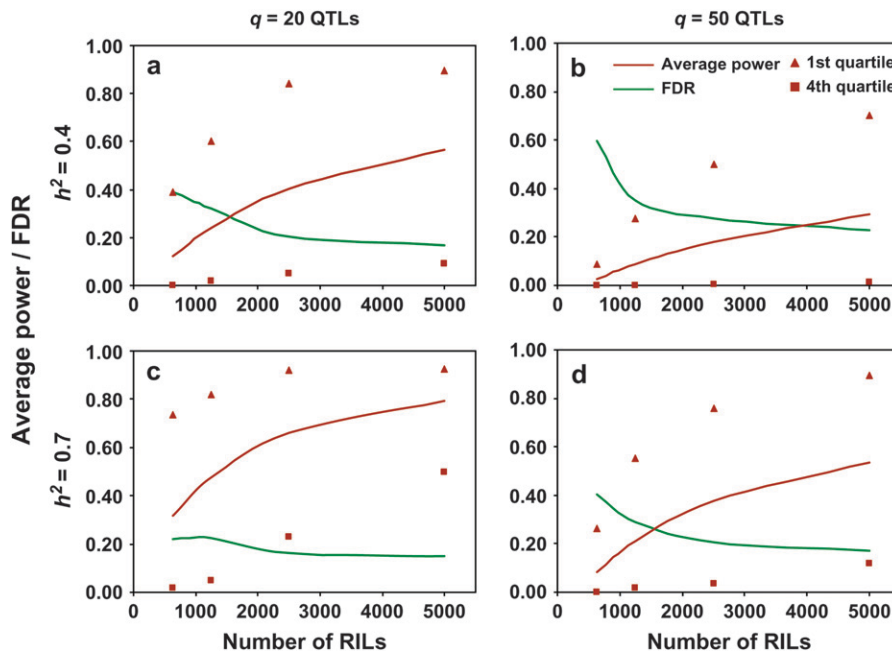 q = 20 QTLs
q = 50 QTLs
Average power / FDR
h² = 0.4
a
1.00
0.80
0.60
0.40
0.20
0.00
0 1000 2000 3000 4000 5000
b
Average power
FDR
1st quartile
4th quartile
1.00
0.80
0.60
0.40
0.20
0.00
0 1000 2000 3000 4000 5000
h² = 0.7
c
1.00
0.80
0.60
0.40
0.20
0.00
0 1000 2000 3000 4000 5000
Number of RILs
d
1.00
0.80
0.60
0.40
0.20
0.00
0 1000 2000 3000 4000 5000
Number of RILs